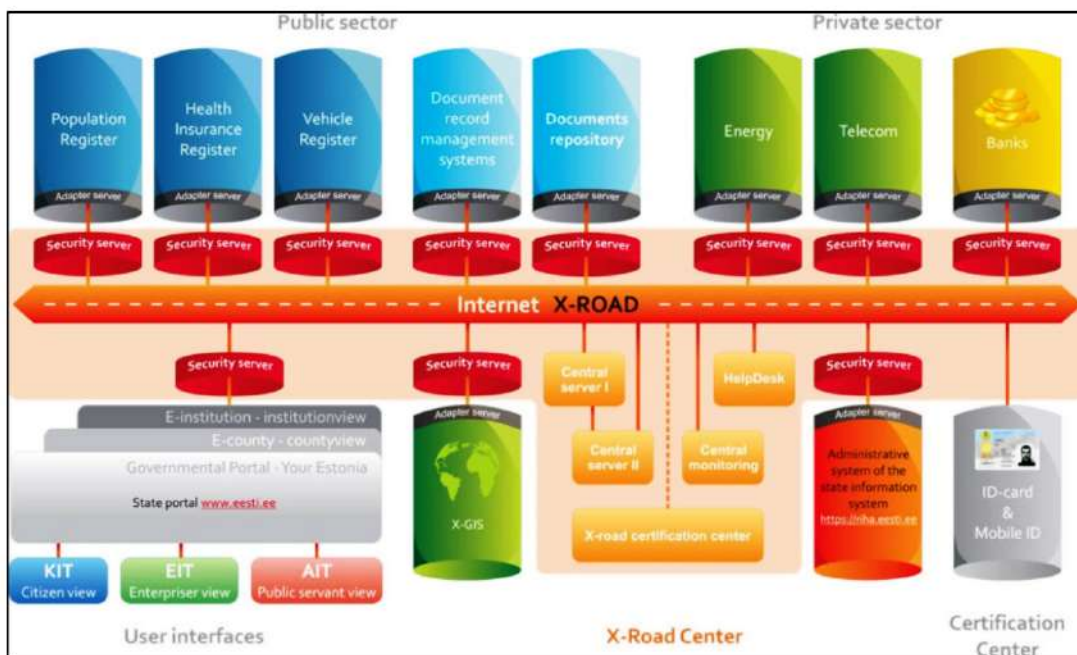 Public sector
Private sector
Population
Register
Health
Insurance
Register
Vehicle
Register
Document
record
management
systems
Documents
repository
Energy
Telecom
Banks
Adapter server
Adapter server
Adapter server
Adapter server
Adapter server
Adapter server
Adapter server
Adapter server
Security server
Security server
Security server
Security server
Security server
Security server
Security server
Security server
Internet X-ROAD
Security server
Security server
Central
server I
HelpDesk
Security server
E-institution - institutionview
E-county - countyview
Governmental Portal - Your Estonia
State portal www.eesti.ee
Adapter server
X-GIS
Central
server II
Central
monitoring
X-road certification center
Adapter server
Administrative
system of the
state information
system
https://riha.eesti.ee
ID-card
&
Mobile ID
KIT
Citizen view
EIT
Enterpriser view
AIT
Public servant view
User interfaces
X-Road Center
Certification
Center